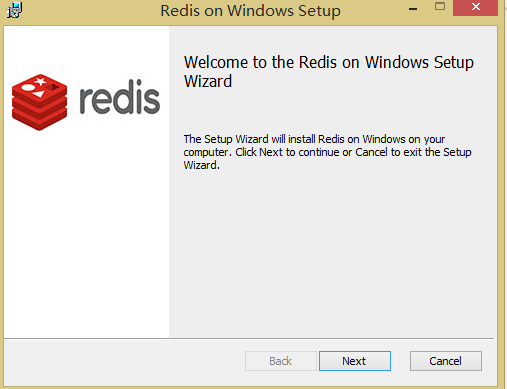 Redis on Windows Setup
redis
Welcome to the Redis on Windows Setup
Wizard
The Setup Wizard will install Redis on Windows on your
computer. Click Next to continue or Cancel to exit the Setup
Wizard.
Back
Next
Cancel